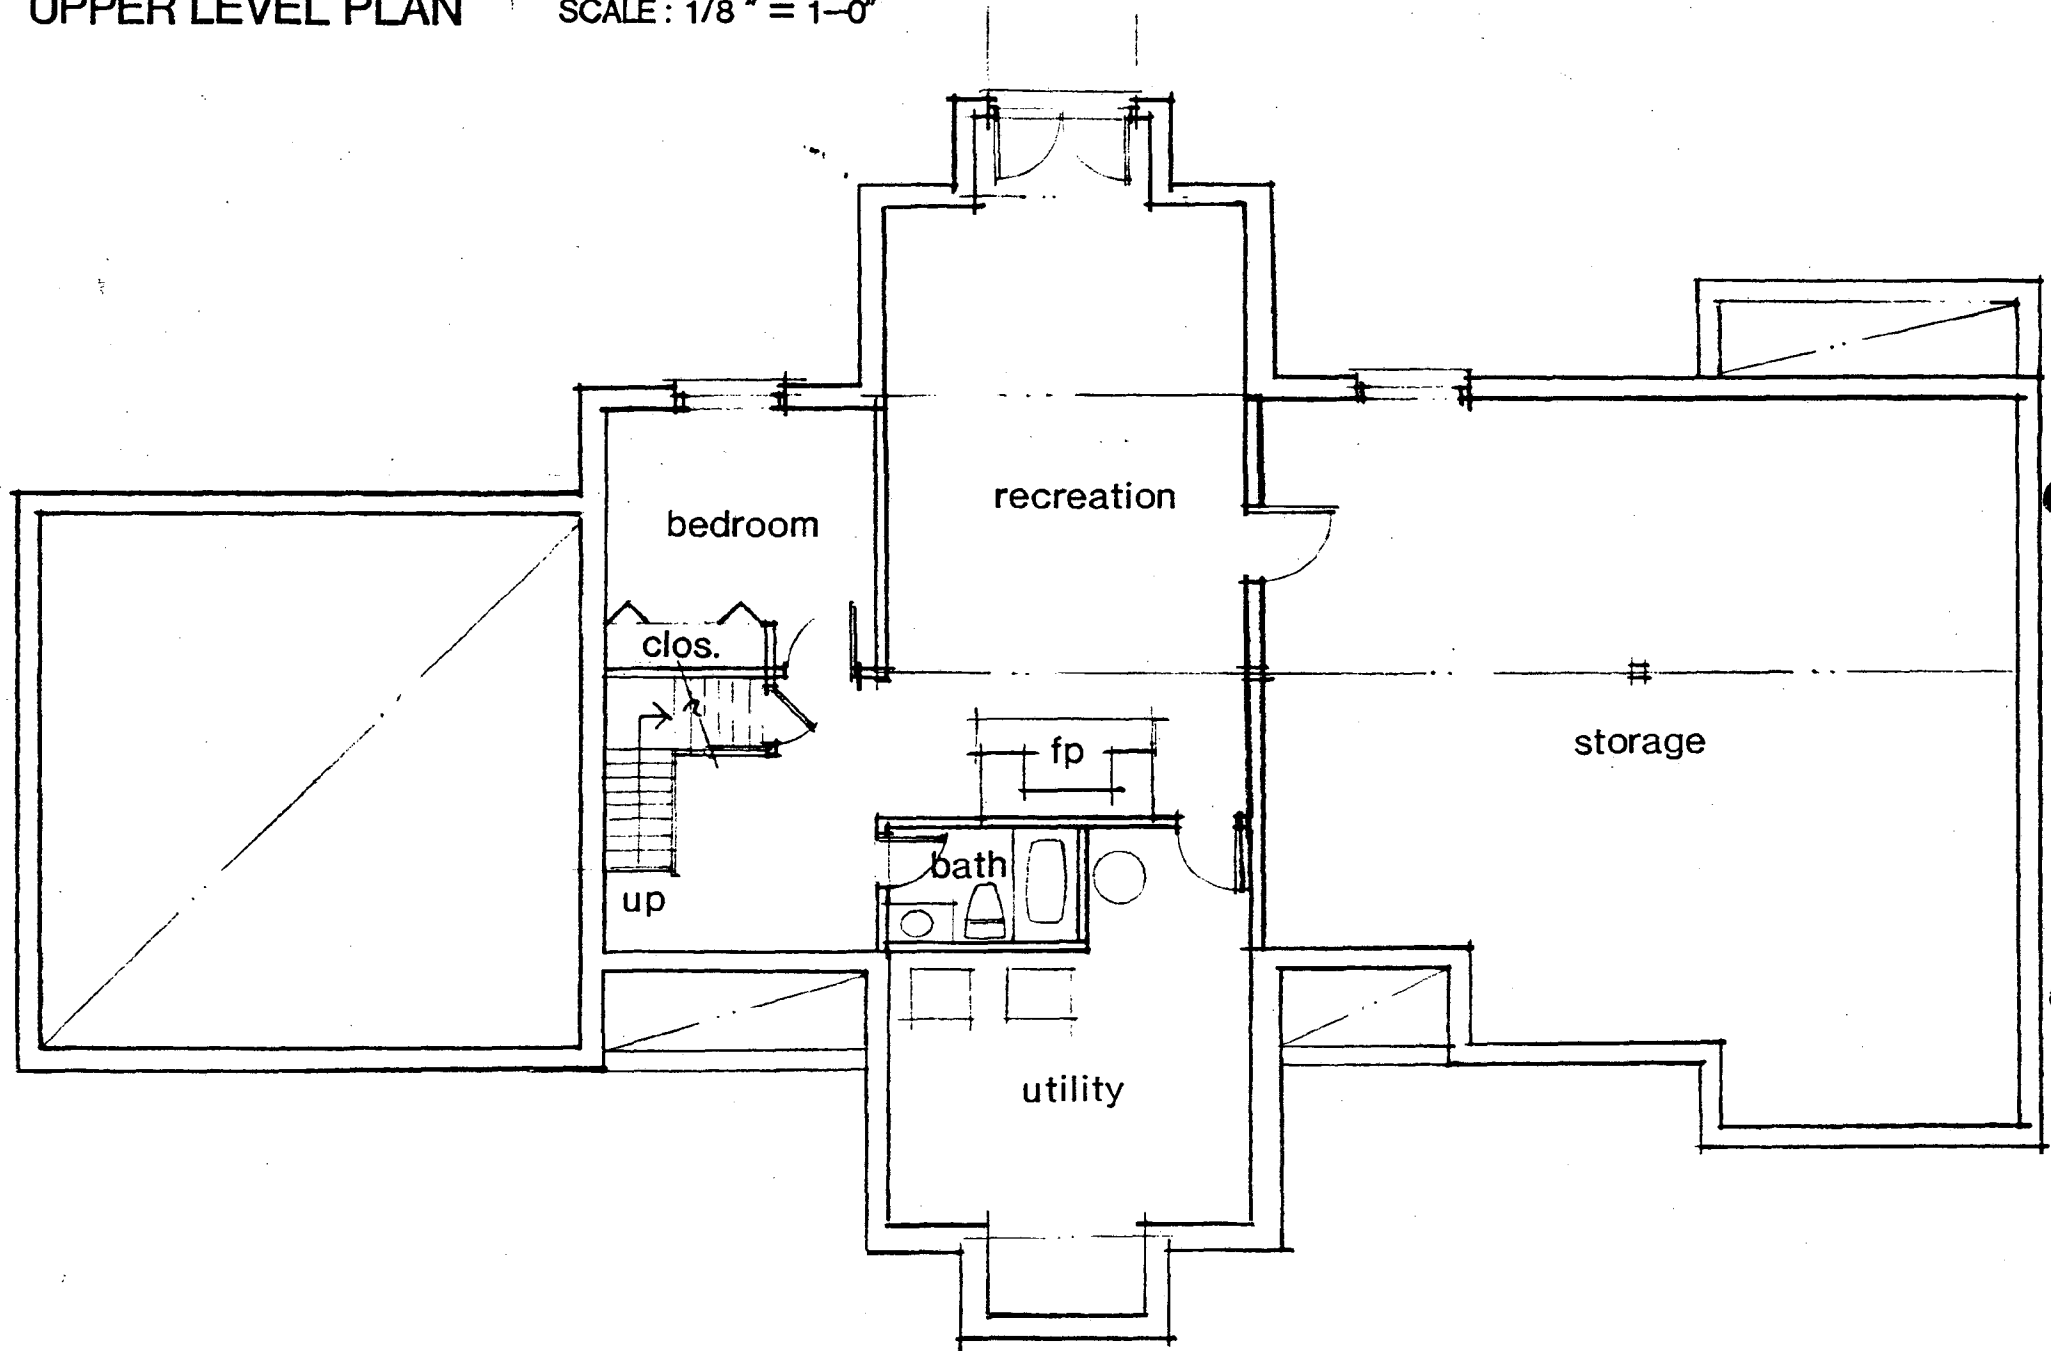 UPPER LEVEL PLAN SCALE : 1/8 " = 1-0"
recreation
bedroom
clos.
storage
fp
bath
up
utility